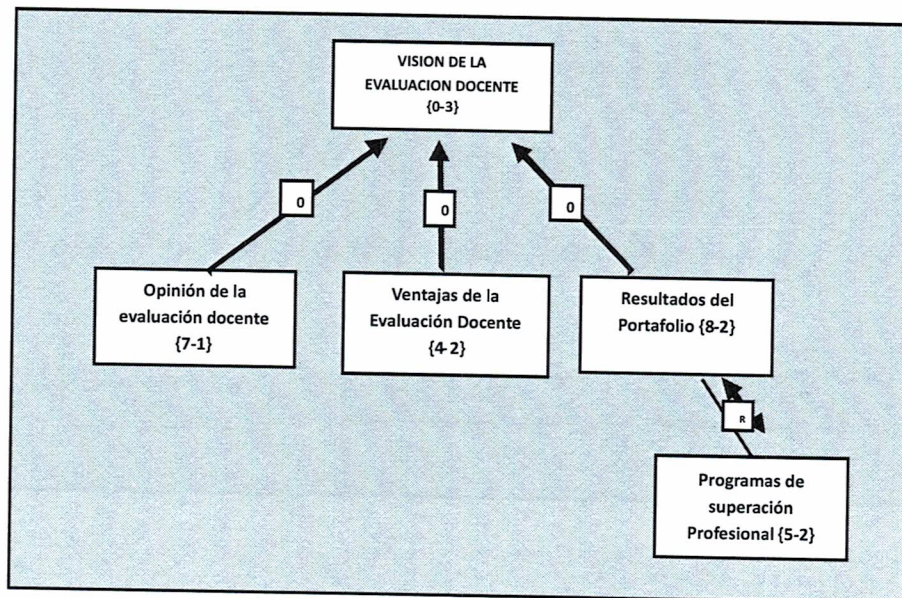 VISION DE LA
EVALUACION DOCENTE
{0-3}
0
0
0
Opinión de la
evaluación docente
{7-1}
Ventajas de la
Evaluación Docente
{4-2}
Resultados del
Portafolio {8-2}
R
Programas de
superación
Profesional {5-2}